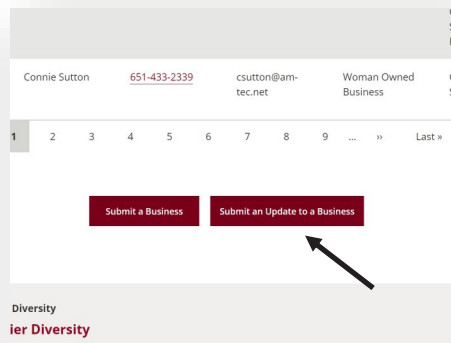 Connie Sutton 651-433-2339 csutton@am- Woman Owned
tec.net Business
1 2 3 4 5 6 7 8 9 ... ›› Last »
Submit a Business Submit an Update to a Business
Diversity
ier Diversity